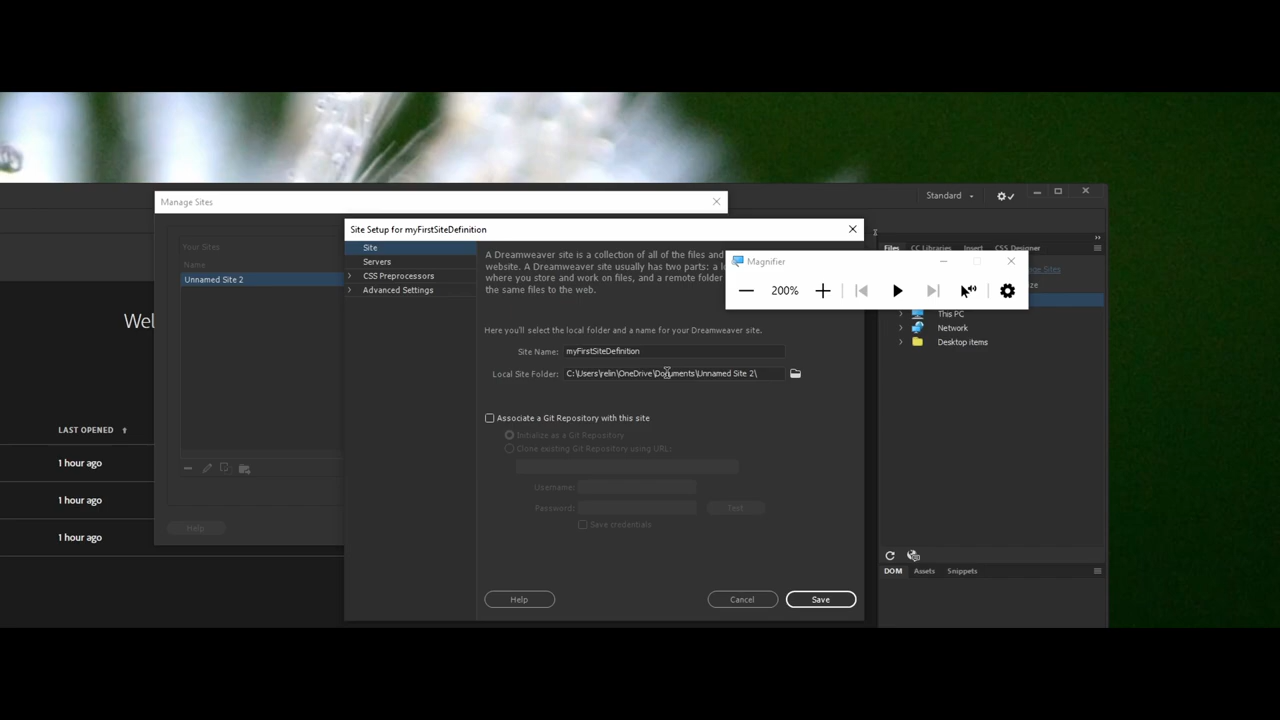 Standard
Manage Sites
Your Sites
Name
Unnamed Site 2
Help
Site Setup for myFirstSiteDefinition
Site
Servers
CSS Preprocessors
Advanced Settings
A Dreamweaver site is a collection of all of the files and
website. A Dreamweaver site usually has two parts: a
where you store and work on files, and a remote folder
the same files to the web.
Here you'll select the local folder and a name for your Dreamweaver site.
Site Name: myFirstSiteDefinition
Local Site Folder: C:\Users\relin\OneDrive\Documents\Unnamed Site 2\
Associate a Git Repository with this site
Initialize as a Git Repository
Clone existing Git Repository using URL:
Username:
Password:
Test
Save credentials
Help
Cancel
Save
Magnifier
200%
Files
CC Libraries
Insert
CSS Designer
This PC
Network
Desktop items
DOM
Assets
Snippets
Wel
LAST OPENED
1 hour ago
1 hour ago
1 hour ago